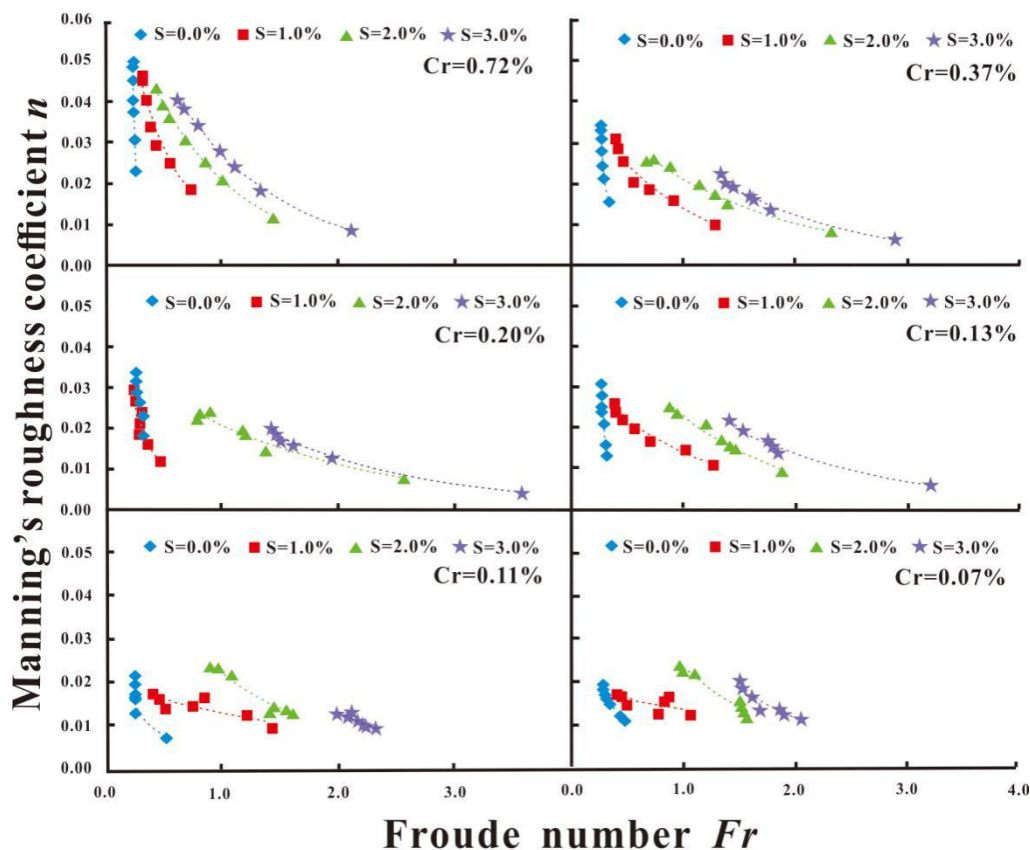 Manning's roughness coefficient n
0.06
0.05
0.04
0.03
0.02
0.01
0.00
S=0.0% S=1.0% S=2.0% S=3.0%
Cr=0.72%
S=0.0% S=1.0% S=2.0% S=3.0%
Cr=0.37%
0.05
0.04
0.03
0.02
0.01
0.00
S=0.0% S=1.0% S=2.0% S=3.0%
Cr=0.20%
S=0.0% S=1.0% S=2.0% S=3.0%
Cr=0.13%
0.05
0.04
0.03
0.02
0.01
0.00
S=0.0% S=1.0% S=2.0% S=3.0%
Cr=0.11%
S=0.0% S=1.0% S=2.0% S=3.0%
Cr=0.07%
0.0 1.0 2.0 3.0 0.0 1.0 2.0 3.0 4.0
Froude number Fr